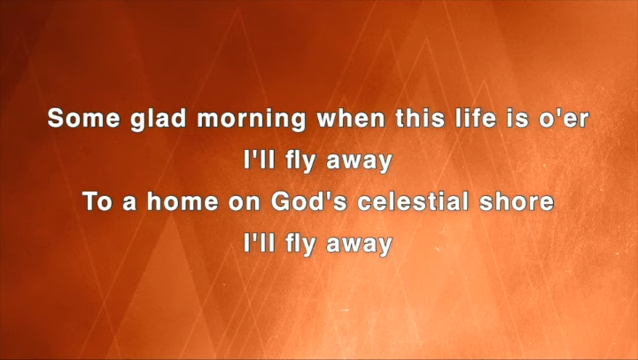 Some glad morning when this life is o'er
I'll fly away
To a home on God's celestial shore
I'll fly away